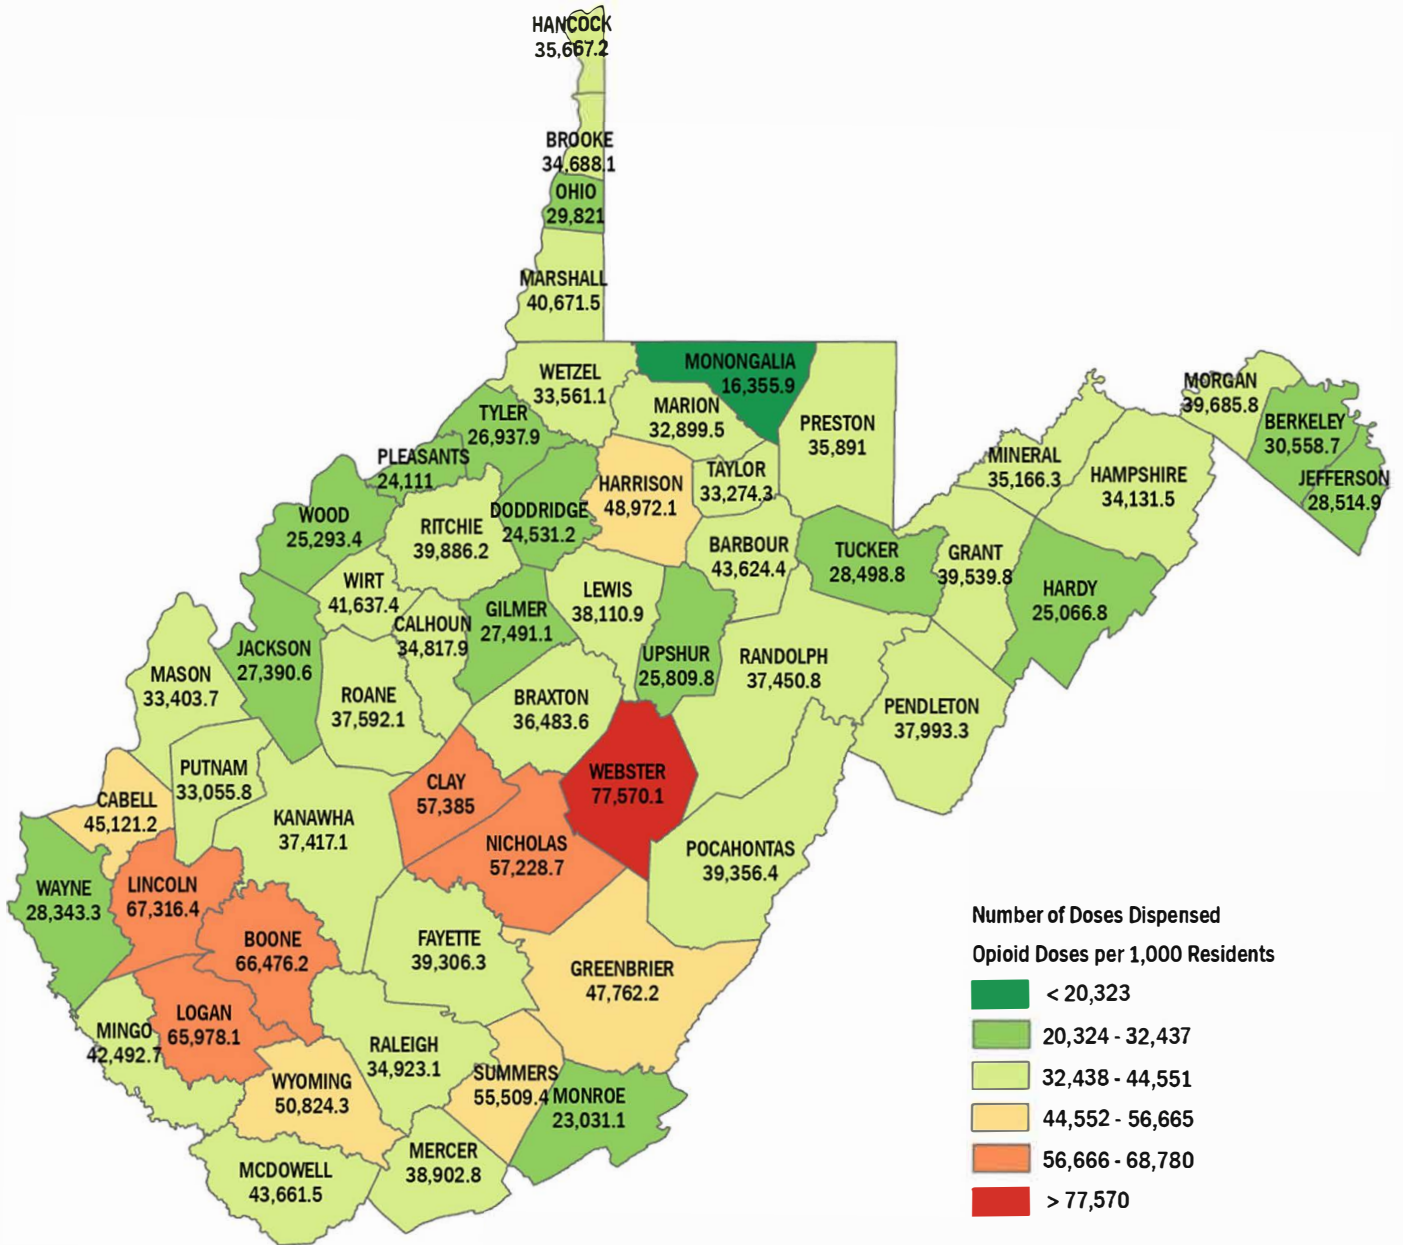 HANCOCK
35,667.2
BROOKE
34,688.1
OHIO
29,821
MARSHALL
40,671.5
WETZEL
33,561.1
MONONGALIA
16,355.9
MARION
32,899.5
PRESTON
35,891
TYLER
26,937.9
PLEASANTS
24,111
HARRISON
48,972.1
TAYLOR
33,274.3
MORGAN
39,685.8
BERKELEY
30,558.7
JEFFERSON
28,514.9
MINERAL
35,166.3
HAMPSHIRE
34,131.5
WOOD
25,293.4
RITCHIE
39,886.2
DODDRIDGE
24,531.2
BARBOUR
43,624.4
TUCKER
28,498.8
GRANT
39,539.8
HARDY
25,066.8
WIRT
41,637.4
CALHOUN
34,817.9
GILMER
27,491.1
LEWIS
38,110.9
UPSHUR
25,809.8
RANDOLPH
37,450.8
PENDLETON
37,993.3
JACKSON
27,390.6
MASON
33,403.7
ROANE
37,592.1
BRAXTON
36,483.6
PUTNAM
33,055.8
CABELL
45,121.2
KANAWHA
37,417.1
CLAY
57,385
WEBSTER
77,570.1
NICHOLAS
57,228.7
POCAHONTAS
39,356.4
WAYNE
28,343.3
LINCOLN
67,316.4
BOONE
66,476.2
FAYETTE
39,306.3
GREENBRIER
47,762.2
LOGAN
65,978.1
MINGO
42,492.7
RALEIGH
34,923.1
WYOMING
50,824.3
SUMMERS
55,509.4
MONROE
23,031.1
MCDOWELL
43,661.5
MERCER
38,902.8
Number of Doses Dispensed
Opioid Doses per 1,000 Residents
< 20,323
20,324 - 32,437
32,438 - 44,551
44,552 - 56,665
56,666 - 68,780
> 77,570